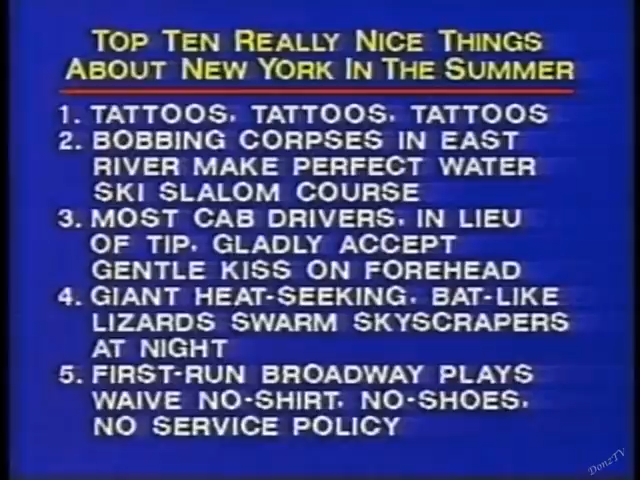 TOP TEN REALLY NICE THINGS
ABOUT NEW YORK IN THE SUMMER
1. TATTOOS, TATTOOS, TATTOOS
2. BOBBING CORPSES IN EAST
RIVER MAKE PERFECT WATER
SKI SLALOM COURSE
3. MOST CAB DRIVERS, IN LIEU
OF TIP, GLADLY ACCEPT
GENTLE KISS ON FOREHEAD
4. GIANT HEAT-SEEKING, BAT-LIKE
LIZARDS SWARM SKYSCRAPERS
AT NIGHT
5. FIRST-RUN BROADWAY PLAYS
WAIVE NO-SHIRT, NO-SHOES,
NO SERVICE POLICY
DonzTV